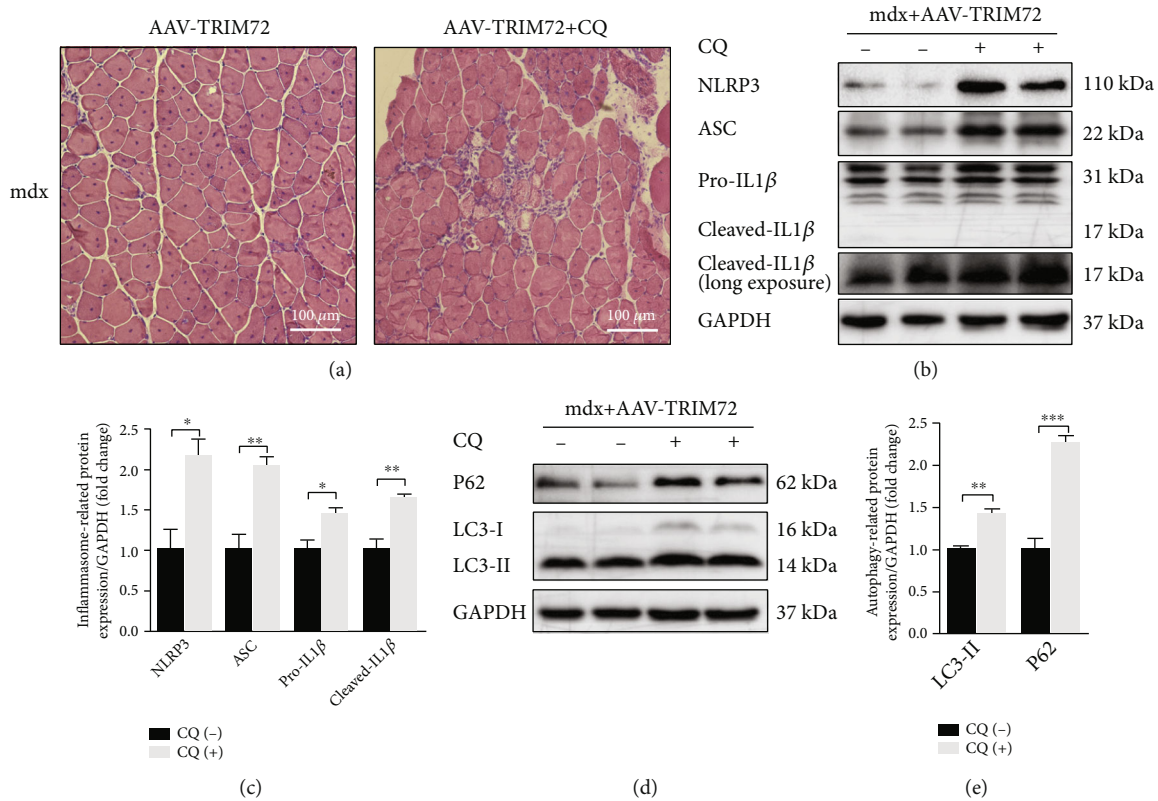 AAV-TRIM72
AAV-TRIM72+CQ
mdx
100 μm
100 μm
(a)
mdx+AAV-TRIM72
CQ – – + +
NLRP3 110 kDa
ASC 22 kDa
Pro-IL1β 31 kDa
Cleaved-IL1β 17 kDa
Cleaved-IL1β
(long exposure) 17 kDa
GAPDH 37 kDa
(b)
Inflammasome-related protein
expression/GAPDH (fold change)
2.5
2.0
1.5
1.0
0.5
0.0
* ** * **
NLRP3
ASC
Pro-IL1β
Cleaved-IL1β
CQ (–)
CQ (+)
(c)
mdx+AAV-TRIM72
CQ – – + +
P62 62 kDa
LC3-I 16 kDa
LC3-II 14 kDa
GAPDH 37 kDa
(d)
Autophagy-related protein
expression/GAPDH (fold change)
2.5
2.0
1.5
1.0
0.5
0.0
** ***
LC3-II
P62
CQ (–)
CQ (+)
(e)